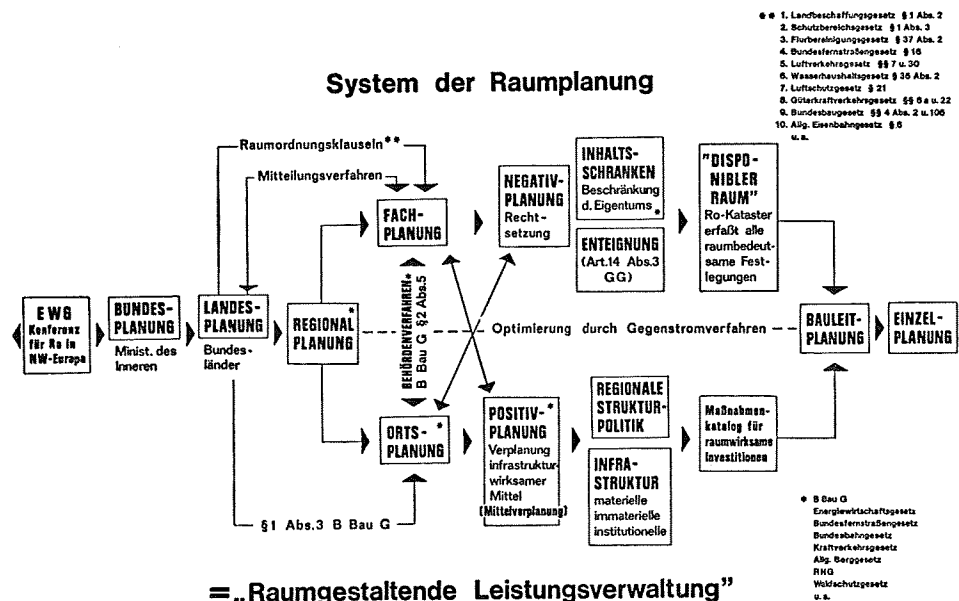 ** 1. Landbeschaffungsgesetz § 1 Abs. 2
2. Schutzbereichsgesetz § 1 Abs. 3
3. Flurbereinigungsgesetz § 37 Abs. 2
4. Bundesfernstraßengesetz § 16
5. Luftverkehrsgesetz §§ 7 u. 30
6. Wasserhaushaltsgesetz § 36 Abs. 2
7. Luftschutzgesetz § 21
8. Güterkraftverkehrsgesetz §§ 6a u. 22
9. Bundesbaugesetz §§ 4 Abs. 2 u. 106
10. Allg. Eisenbahngesetz § 6
u. a.
System der Raumplanung
Raumordnungsklauseln**
Mitteilungsverfahren
EWG
Konferenz
für Ro in
NW-Europa
BUNDES-
PLANUNG
Minist. des
Inneren
LANDES-
PLANUNG
Bundes-
länder
REGIONAL*
PLANUNG
FACH-
PLANUNG
BEHÖRDENVERFAHREN*
B Bau G §2 Abs.5
ORTS-*
PLANUNG
§1 Abs.3 B Bau G
NEGATIV-
PLANUNG
Recht-
setzung
INHALTS-
SCHRANKEN
Beschränkung
d. Eigentums*
ENTEIGNUNG
(Art.14 Abs.3
GG)
"DISPO-
NIBLER
RAUM"
Ro-Kataster
erfaßt alle
raumbedeut-
same Fest-
legungen
Optimierung durch Gegenstromverfahren
BAULEIT-
PLANUNG
EINZEL-
PLANUNG
POSITIV-*
PLANUNG
Verplanung
infrastruktur-
wirksamer
Mittel
(Mittelverplanung)
REGIONALE
STRUKTUR-
POLITIK
INFRA-
STRUKTUR
materielle
immaterielle
institutionelle
Maßnahmen-
katalog für
raumwirksame
Investitionen
* B Bau G
Energiewirtschaftsgesetz
Bundesfernstraßengesetz
Bundesbahngesetz
Kraftverkehrsgesetz
Allg. Berggesetz
RHG
Waldschutzgesetz
u. a.
= „Raumgestaltende Leistungsverwaltung"